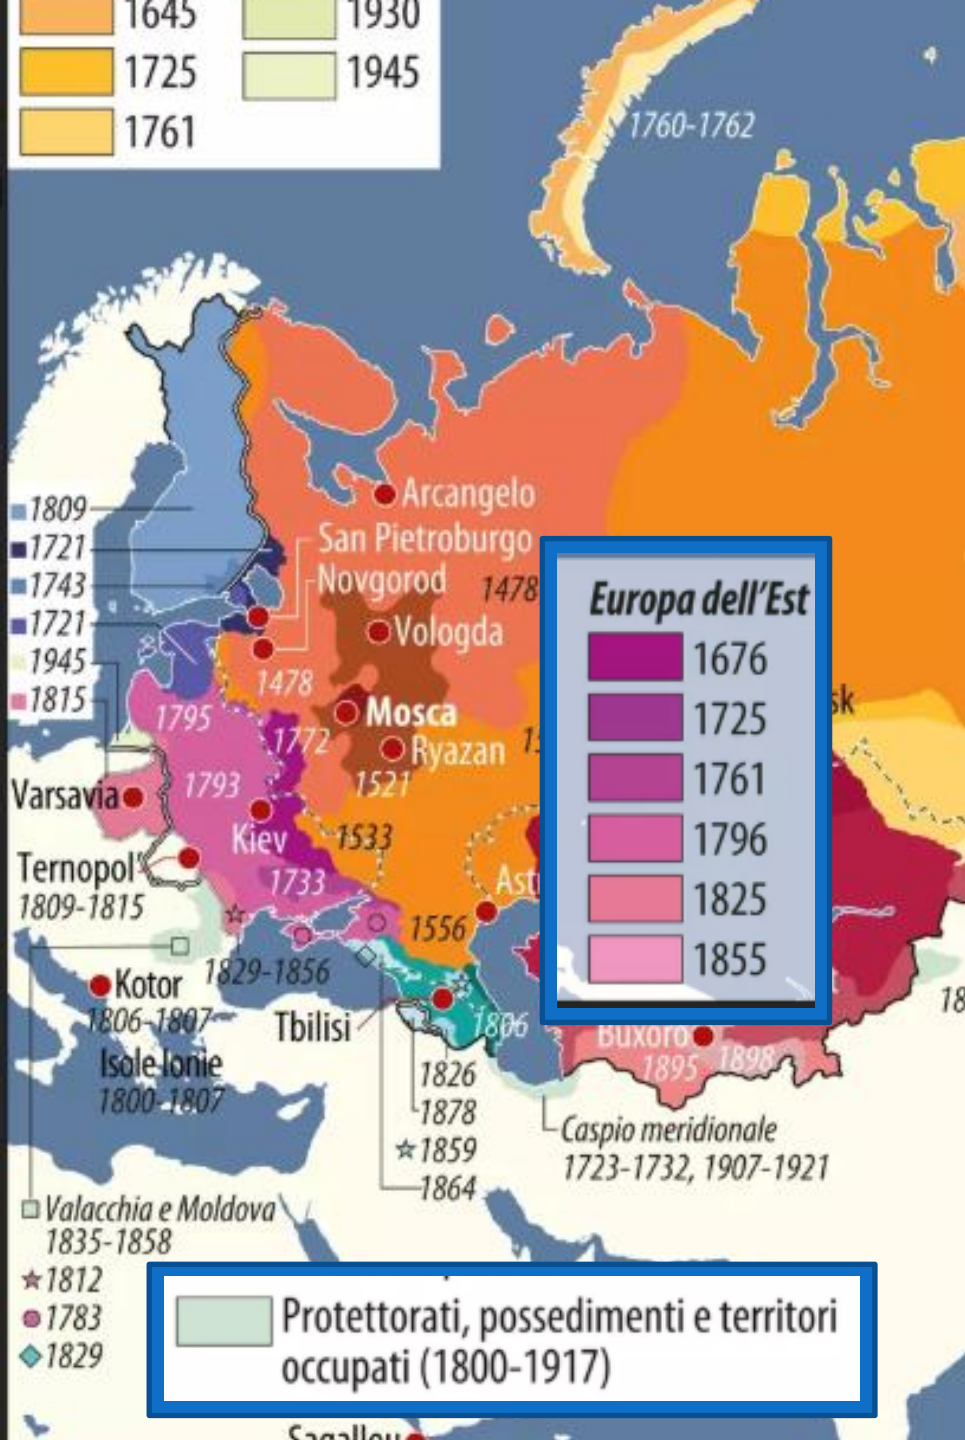 1645
1930
1725
1945
1761
1760-1762
Arcangelo
1809
San Pietroburgo
1721
Novgorod
1743
1478
1721
Vologda
1945
1478
1815
1795
Mosca
1772
Ryazan
1793
1521
Varsavia
Kiev
1533
Ternopol'
1733
1809-1815
1556
1829-1856
Kotor
1806-1807
Tbilisi
1806
Isole Ionie
1800-1807
Europa dell'Est
1676
1725
1761
1796
1825
1855
sk
Buxoro
1895
1898
18
1826
1878
1859
1864
Caspio meridionale
1723-1732, 1907-1921
Valacchia e Moldova
1835-1858
1812
1783
1829
Protettorati, possedimenti e territori
occupati (1800-1917)